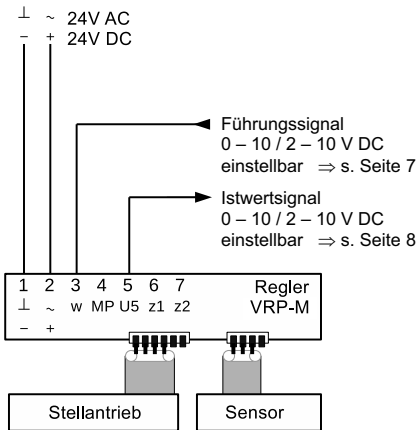 ⊥ ~ 24V AC
– + 24V DC
Führungssignal
0 – 10 / 2 – 10 V DC
einstellbar ⇒ s. Seite 7
Istwertsignal
0 – 10 / 2 – 10 V DC
einstellbar ⇒ s. Seite 8
1 2 3 4 5 6 7 Regler
⊥ ~ w MP U5 z1 z2 VRP-M
– +
Stellantrieb Sensor